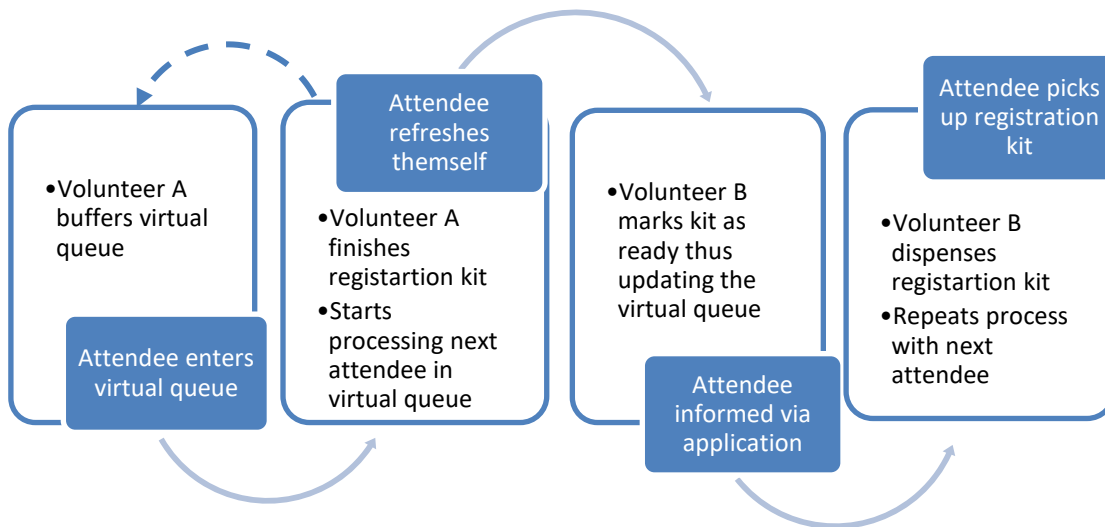 •Volunteer A
buffers virtual
queue
Attendee enters
virtual queue
Attendee
refreshes
themself
•Volunteer A
finishes
registartion kit
•Starts
processing next
attendee in
virtual queue
•Volunteer B
marks kit as
ready thus
updating the
virtual queue
Attendee
informed via
application
Attendee picks
up registration
kit
•Volunteer B
dispenses
registartion kit
•Repeats process
with next
attendee